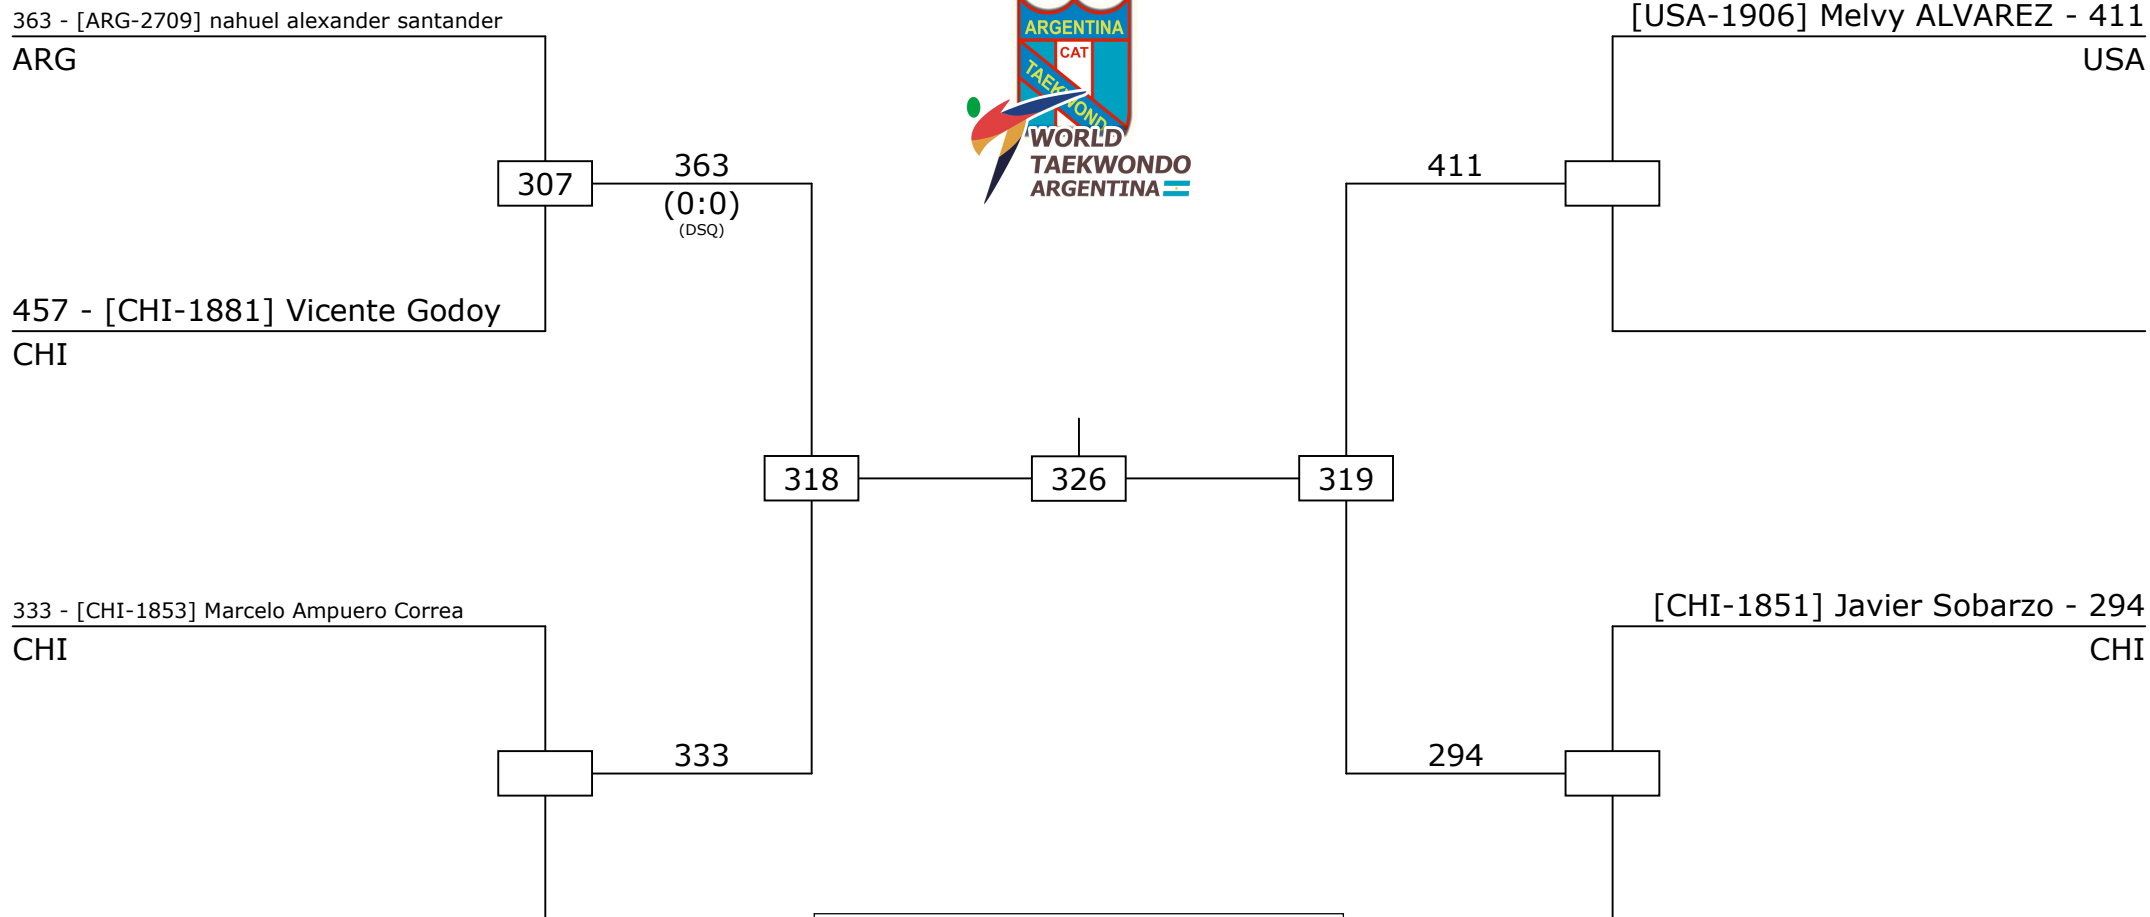 363 - [ARG-2709] nahuel alexander santander
ARG
[USA-1906] Melvy ALVAREZ - 411
USA
ARGENTINA
CAT
TAEKWONDO
WORLD
TAEKWONDO
ARGENTINA
307
363
(0:0)
(DSQ)
411
457 - [CHI-1881] Vicente Godoy
CHI
318
326
319
333 - [CHI-1853] Marcelo Ampuero Correa
CHI
[CHI-1851] Javier Sobarzo - 294
CHI
333
294